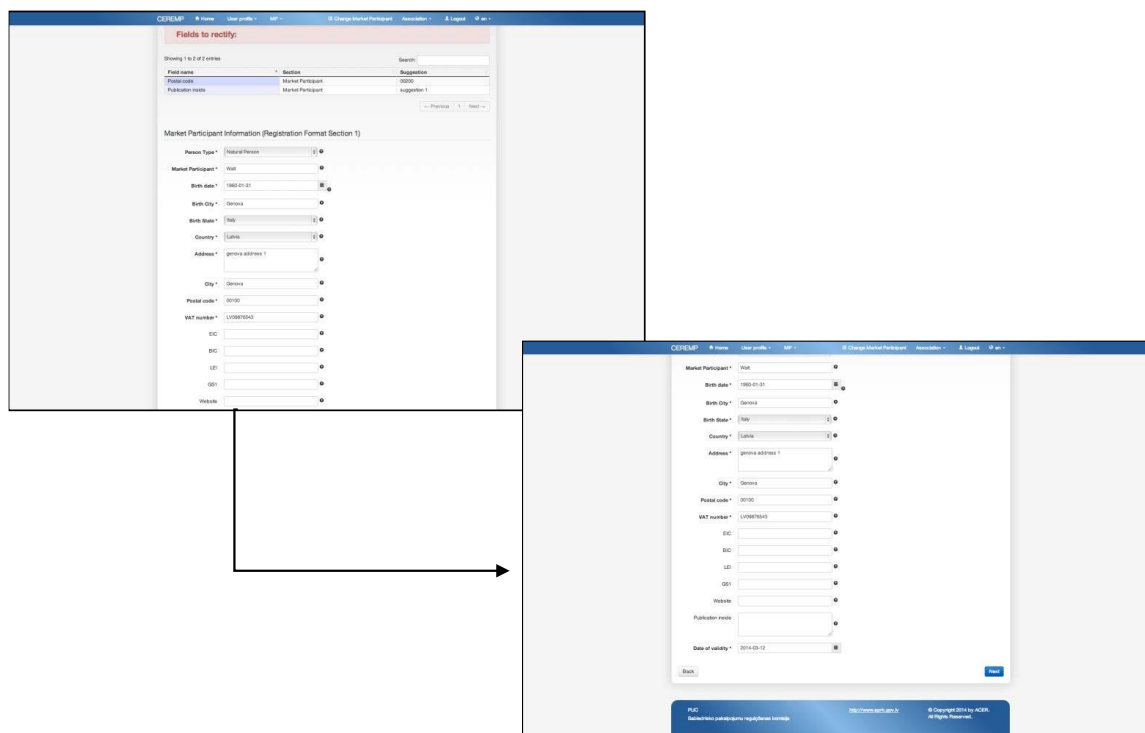 CEREMP Home User profile MP Change Market Participant Association Logout en
Fields to rectify:
Showing 1 to 2 of 2 entries Search:
Field name Section Suggestion
Postal code Market Participant 00200
Publication inside Market Participant suggestion 1
← Previous 1 Next →
Market Participant Information (Registration Format Section 1)
Person Type * Natural Person
Market Participant * Walt
Birth date * 1960-01-31
Birth City * Genova
Birth State * Italy
Country * Latvia
Address * genova address 1
City * Genova
Postal code * 00100
VAT number * LV09876543
EIC
BIC
LEI
GS1
Website
CEREMP Home User profile MP Change Market Participant Association Logout en
Market Participant * Walt
Birth date * 1960-01-31
Birth City * Genova
Birth State * Italy
Country * Latvia
Address * genova address 1
City * Genova
Postal code * 00100
VAT number * LV09876543
EIC
BIC
LEI
GS1
Website
Publication inside
Date of validity * 2014-03-12
Back Next
PUC http://www.sprk.gov.lv © Copyright 2014 by ACER.
Sabiedrisko pakalpojumu regulēšanas komisija All Rights Reserved.